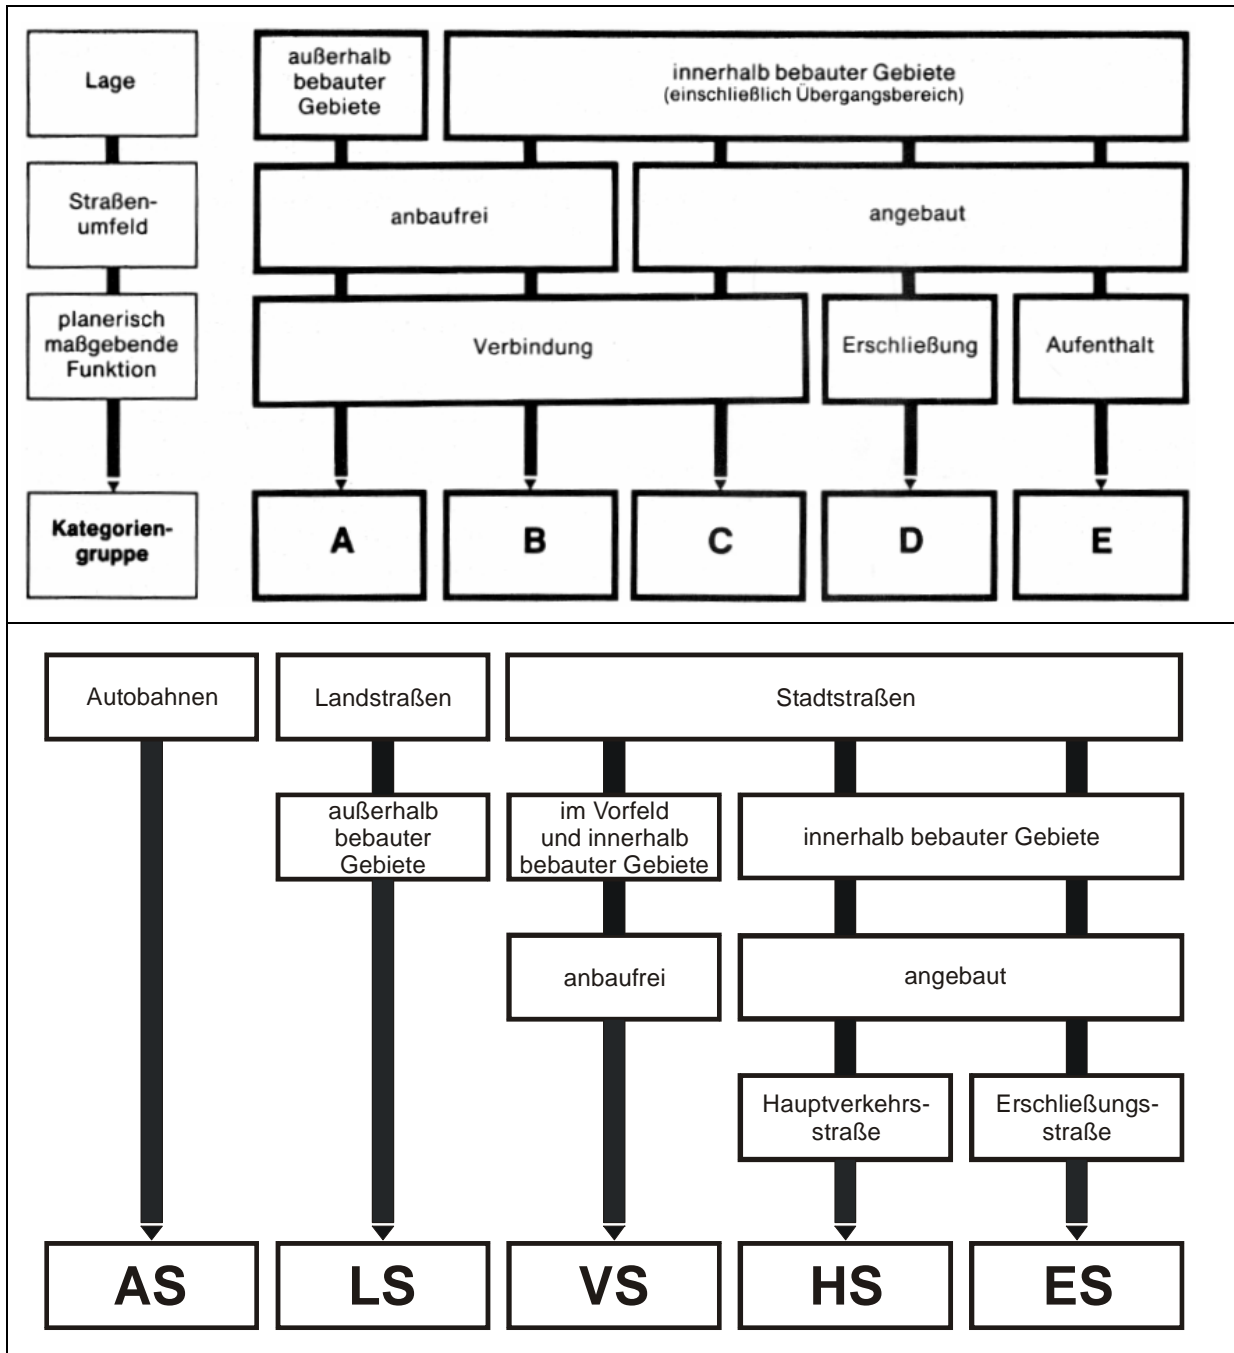 Lage
außerhalb
bebauter
Gebiete
innerhalb bebauter Gebiete
(einschließlich Übergangsbereich)
Straßen-
umfeld
anbaufrei
angebaut
planerisch
maßgebende
Funktion
Verbindung
Erschließung
Aufenthalt
Kategorien-
gruppe
A
B
C
D
E
Autobahnen
Landstraßen
Stadtstraßen
außerhalb
bebauter
Gebiete
im Vorfeld
und innerhalb
bebauter Gebiete
innerhalb bebauter Gebiete
anbaufrei
angebaut
Hauptverkehrs-
straße
Erschließungs-
straße
AS
LS
VS
HS
ES